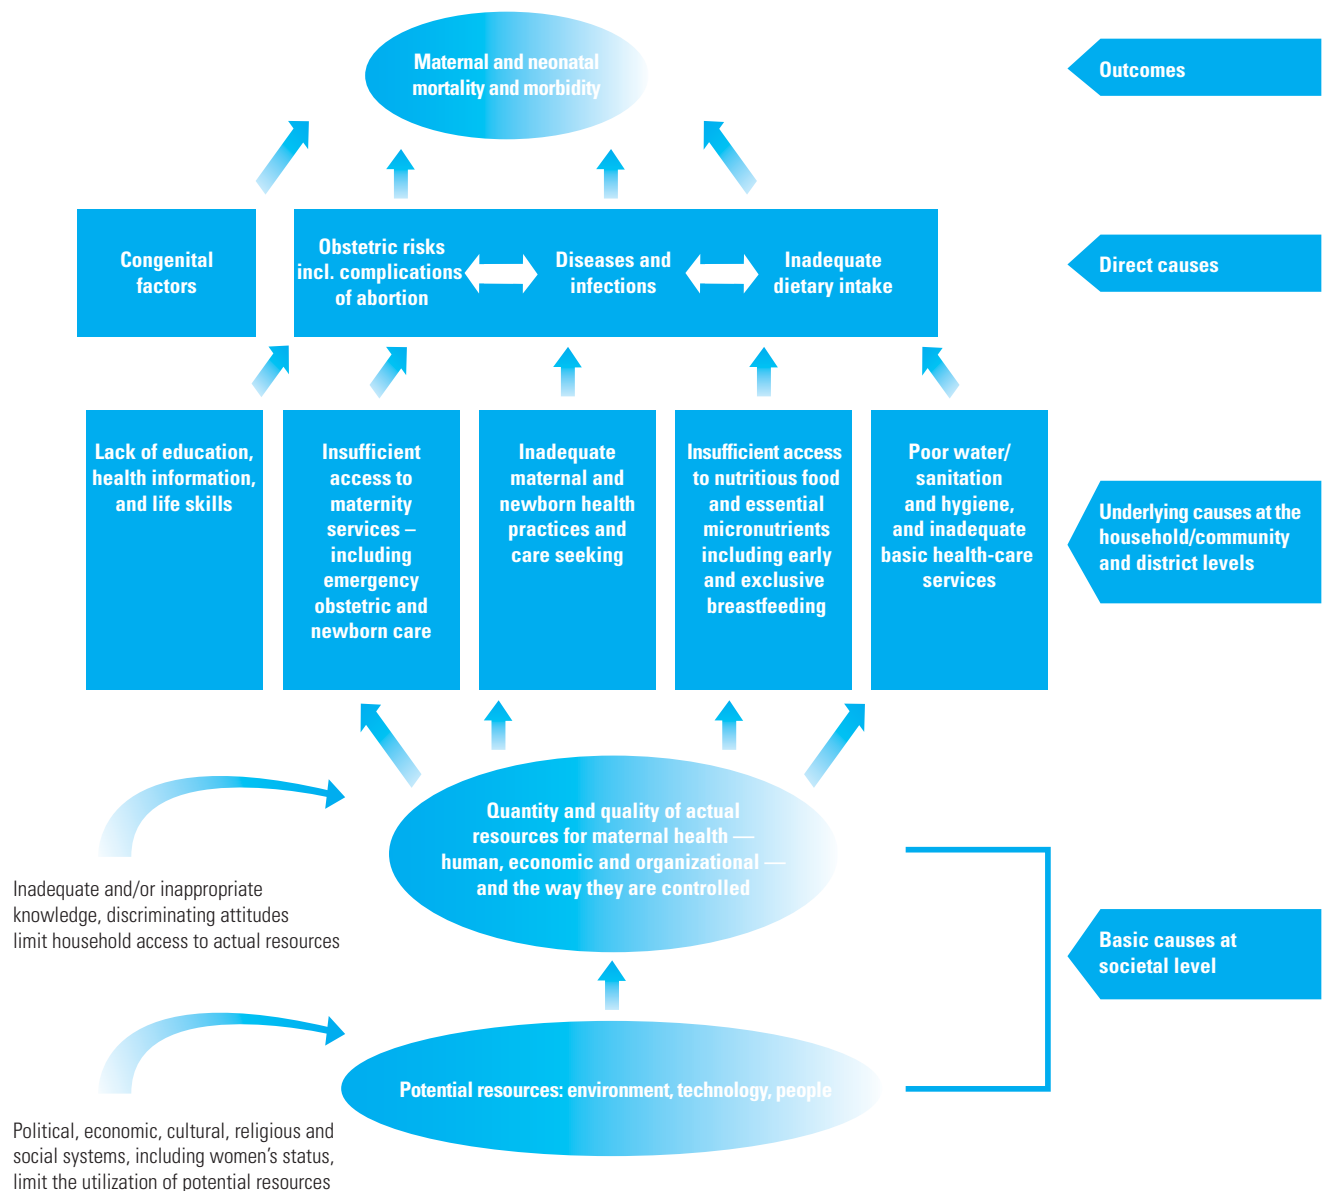 Maternal and neonatal
mortality and morbidity
Outcomes
Congenital
factors
Obstetric risks
incl. complications
of abortion
Diseases and
infections
Inadequate
dietary intake
Direct causes
Lack of education,
health information,
and life skills
Insufficient
access to
maternity
services –
including
emergency
obstetric and
newborn care
Inadequate
maternal and
newborn health
practices and
care seeking
Insufficient access
to nutritious food
and essential
micronutrients
including early
and exclusive
breastfeeding
Poor water/
sanitation
and hygiene,
and inadequate
basic health-care
services
Underlying causes at the
household/community
and district levels
Quantity and quality of actual
resources for maternal health —
human, economic and organizational —
and the way they are controlled
Inadequate and/or inappropriate
knowledge, discriminating attitudes
limit household access to actual resources
Basic causes at
societal level
Potential resources: environment, technology, people
Political, economic, cultural, religious and
social systems, including women’s status,
limit the utilization of potential resources